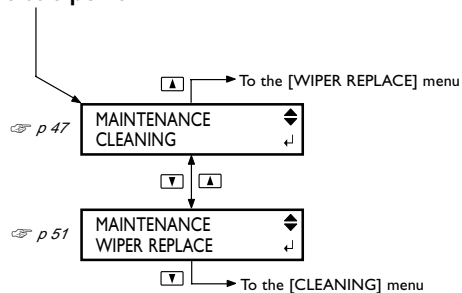 To the [WIPER REPLACE] menu
p 47
MAINTENANCE
CLEANING
p 51
MAINTENANCE
WIPER REPLACE
To the [CLEANING] menu